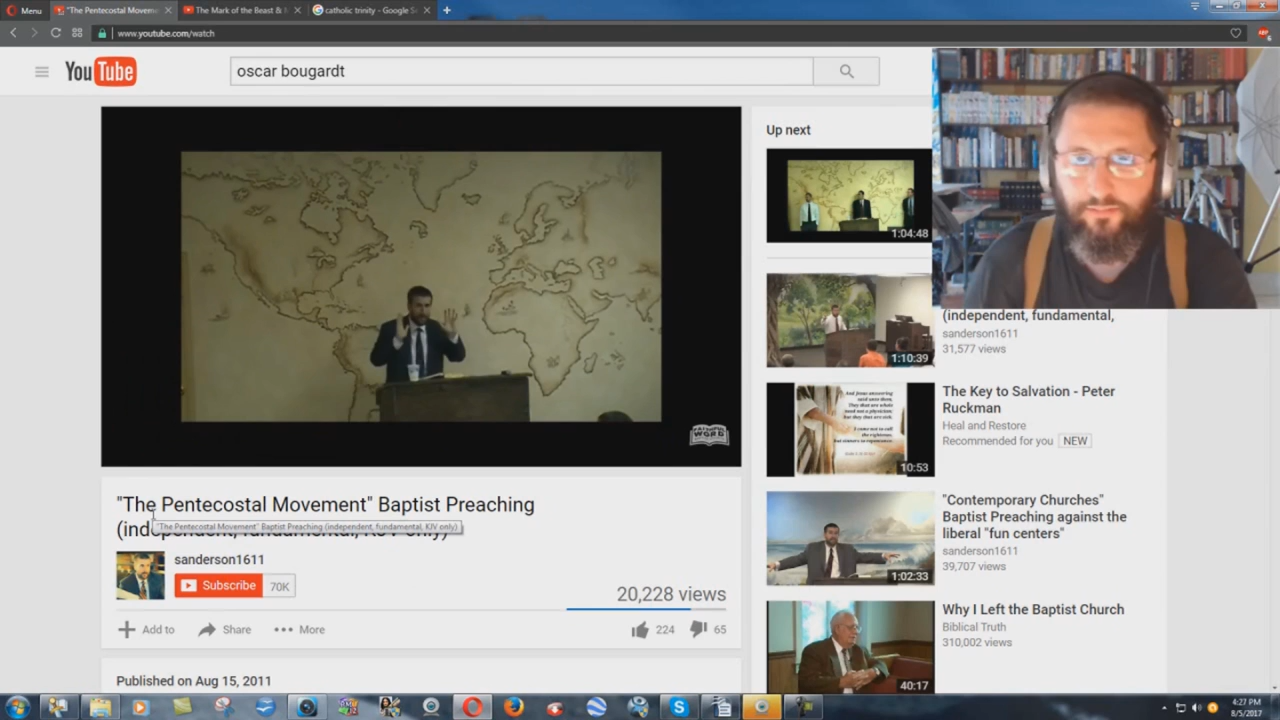 Menu
"The Pentecostal Moveme
The Mark of the Beast &
catholic trinity - Google S
www.youtube.com/watch
YouTube
oscar bougardt
Up next
1:04:48
1:10:39
(independent, fundamental,
sanderson1611
31,577 views
The Key to Salvation - Peter
Ruckman
Heal and Restore
Recommended for you NEW
10:53
"Contemporary Churches"
Baptist Preaching against the
liberal "fun centers"
sanderson1611
39,707 views
1:02:33
Why I Left the Baptist Church
Biblical Truth
310,002 views
40:17
WORD
"The Pentecostal Movement" Baptist Preaching
(independent, fundamental, KJV only)
"The Pentecostal Movement" Baptist Preaching (independent, fundamental, KJV only)
sanderson1611
Subscribe 70K
20,228 views
Add to Share More 224 65
Published on Aug 15, 2011
4:27 PM
8/5/2017